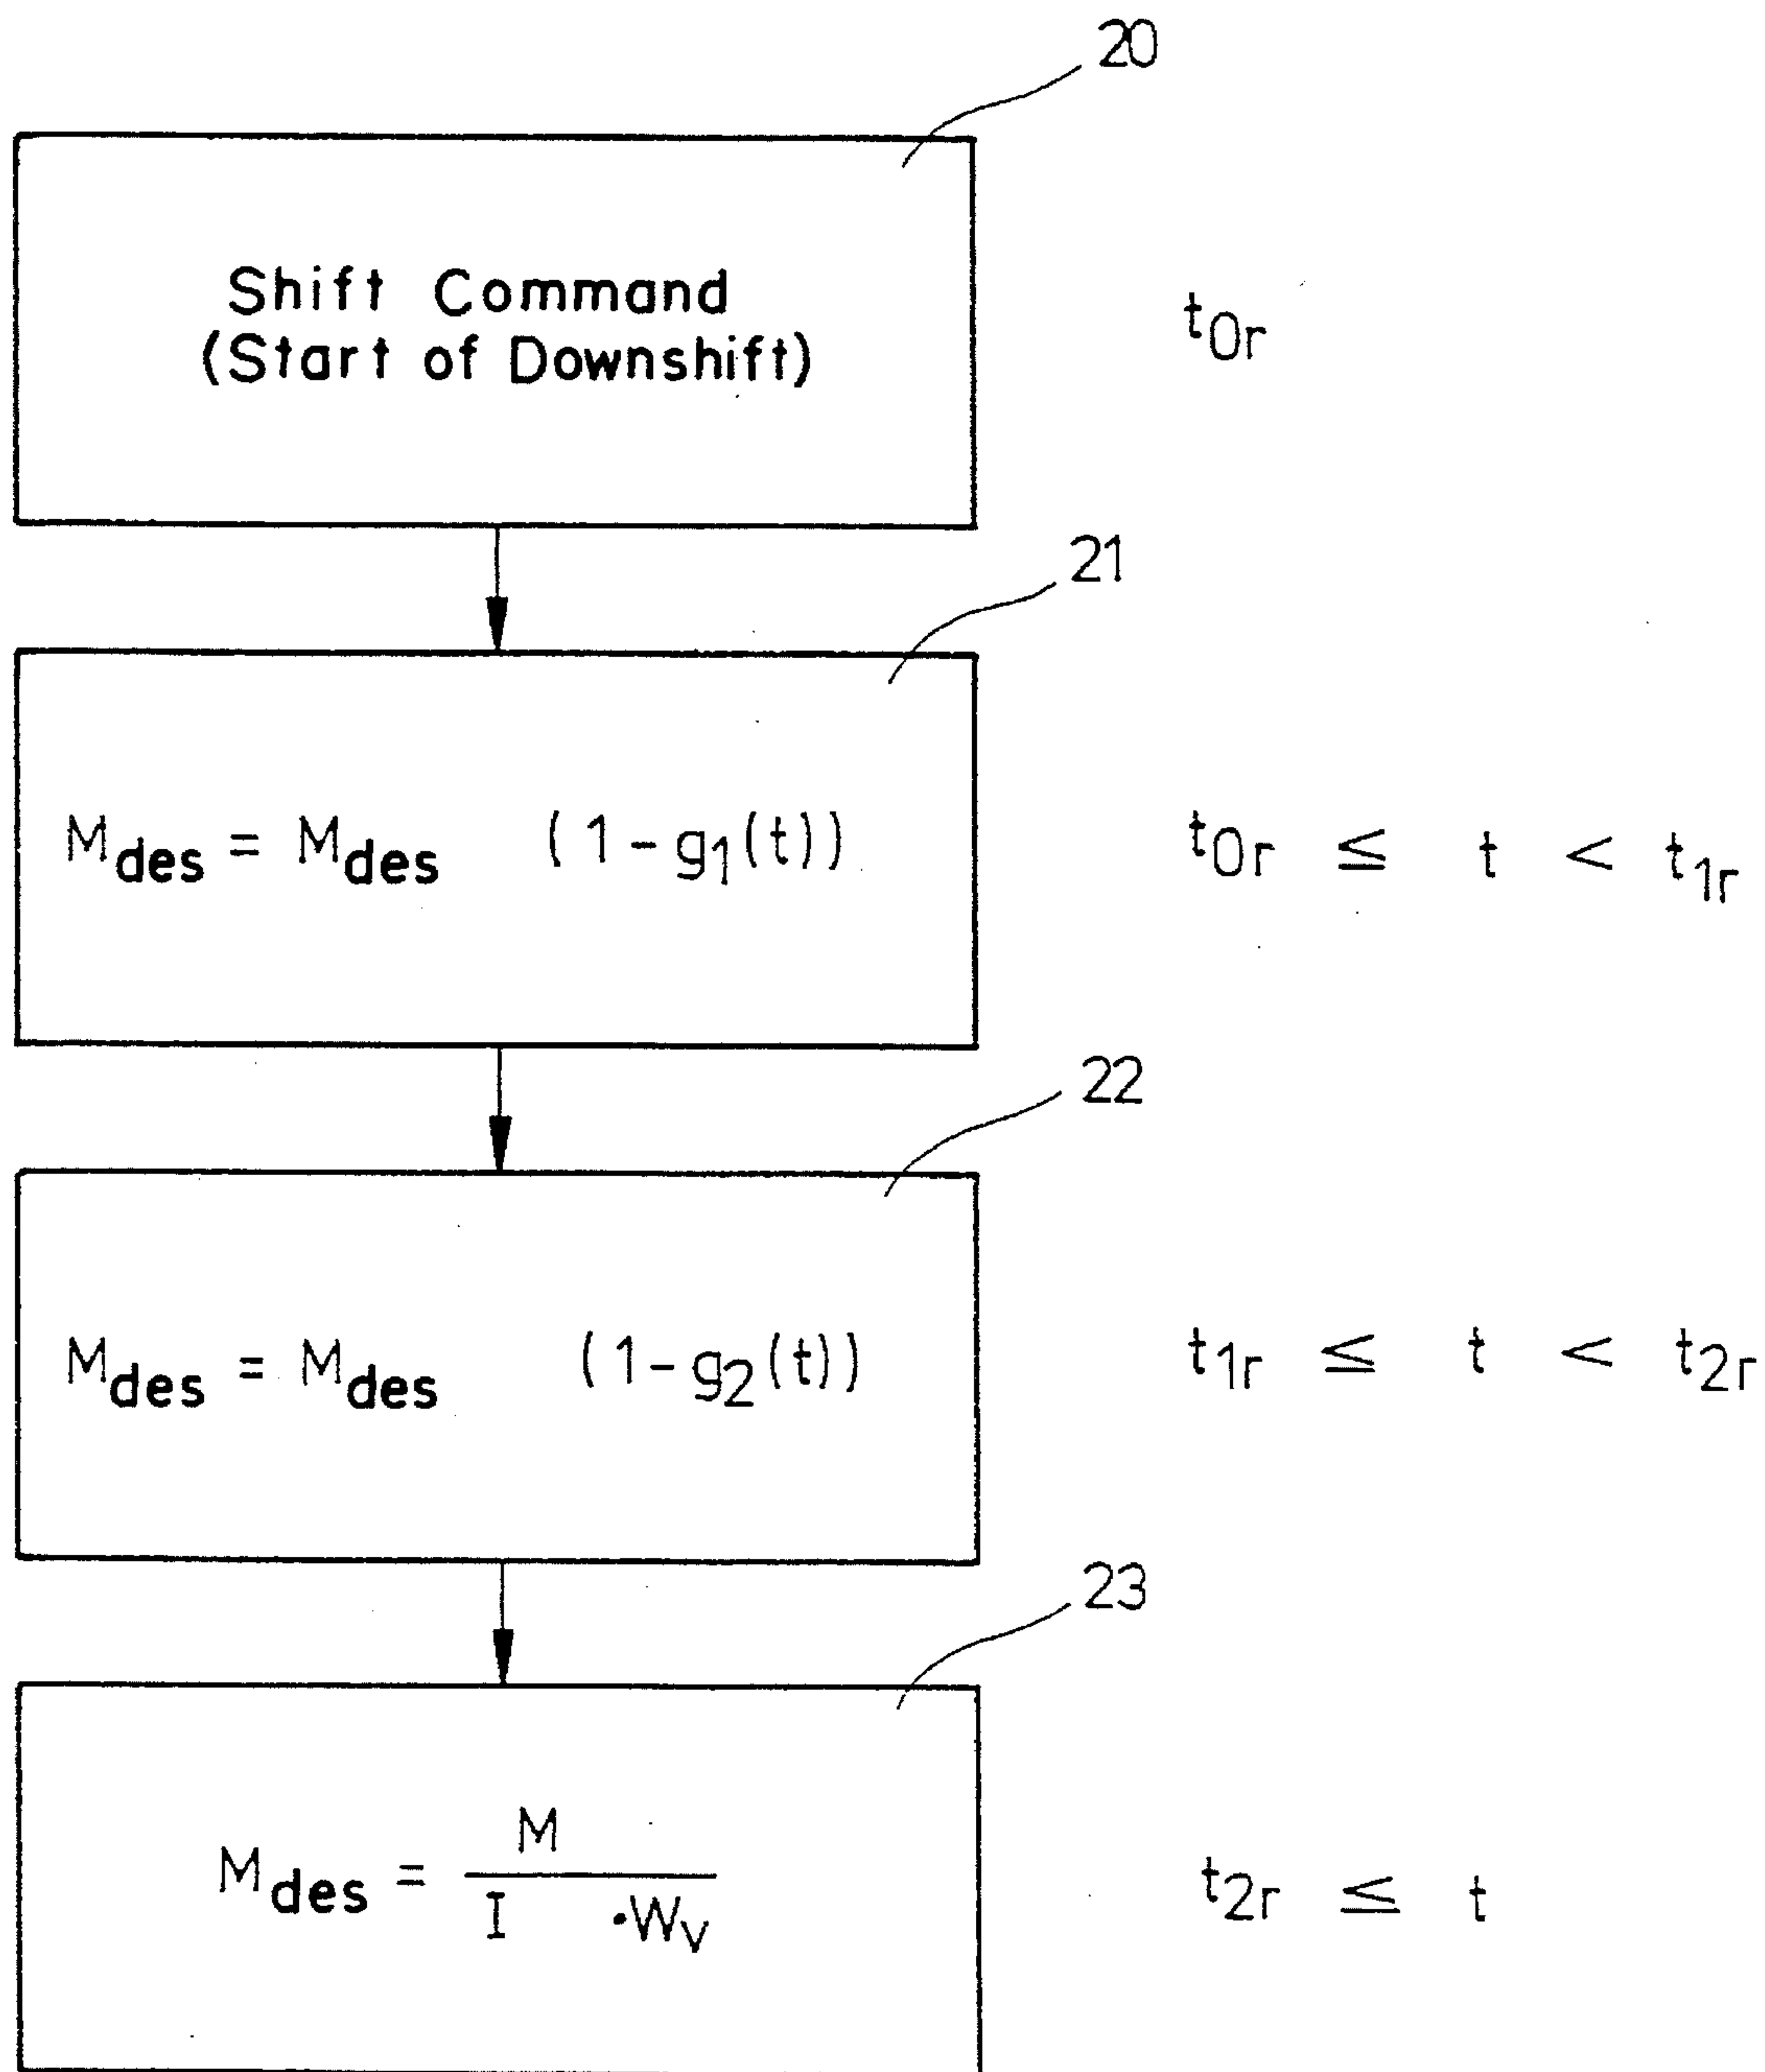 20
Shift Command
(Start of Downshift)
t0r
21
Mdes = Mdes (1-g1(t))
t0r ≤ t < t1r
22
Mdes = Mdes (1-g2(t))
t1r ≤ t < t2r
23
Mdes = M
I ·Wv
t2r ≤ t